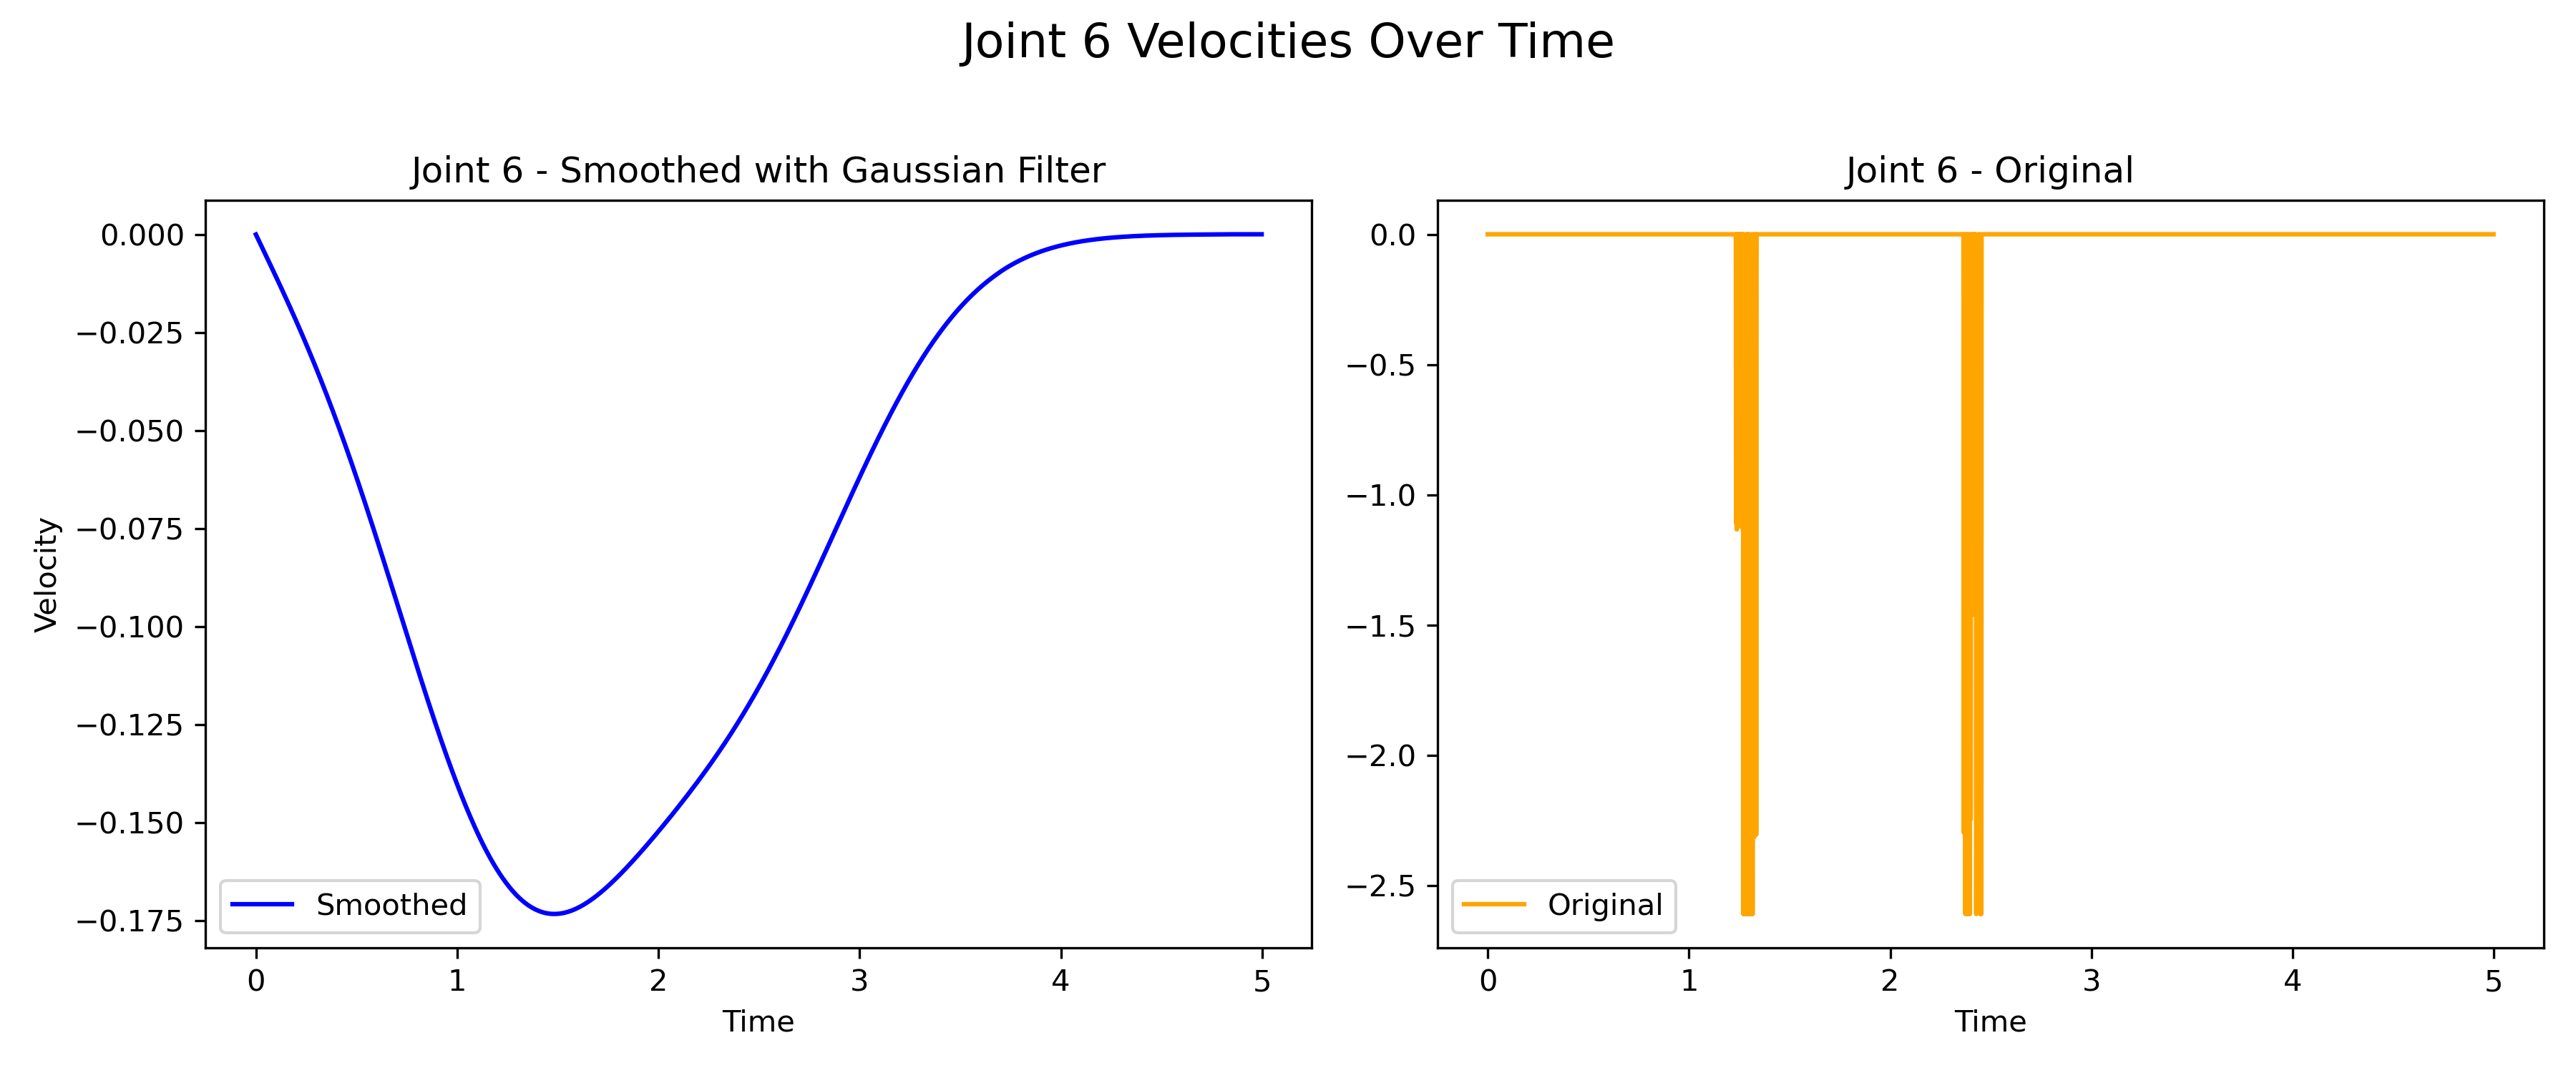 Joint 6 Velocities Over Time
Joint 6 - Smoothed with Gaussian Filter
0.000
−0.025
−0.050
−0.075
−0.100
−0.125
−0.150
−0.175
Velocity
Smoothed
0 1 2 3 4 5
Time
Joint 6 - Original
0.0
−0.5
−1.0
−1.5
−2.0
−2.5
Original
0 1 2 3 4 5
Time